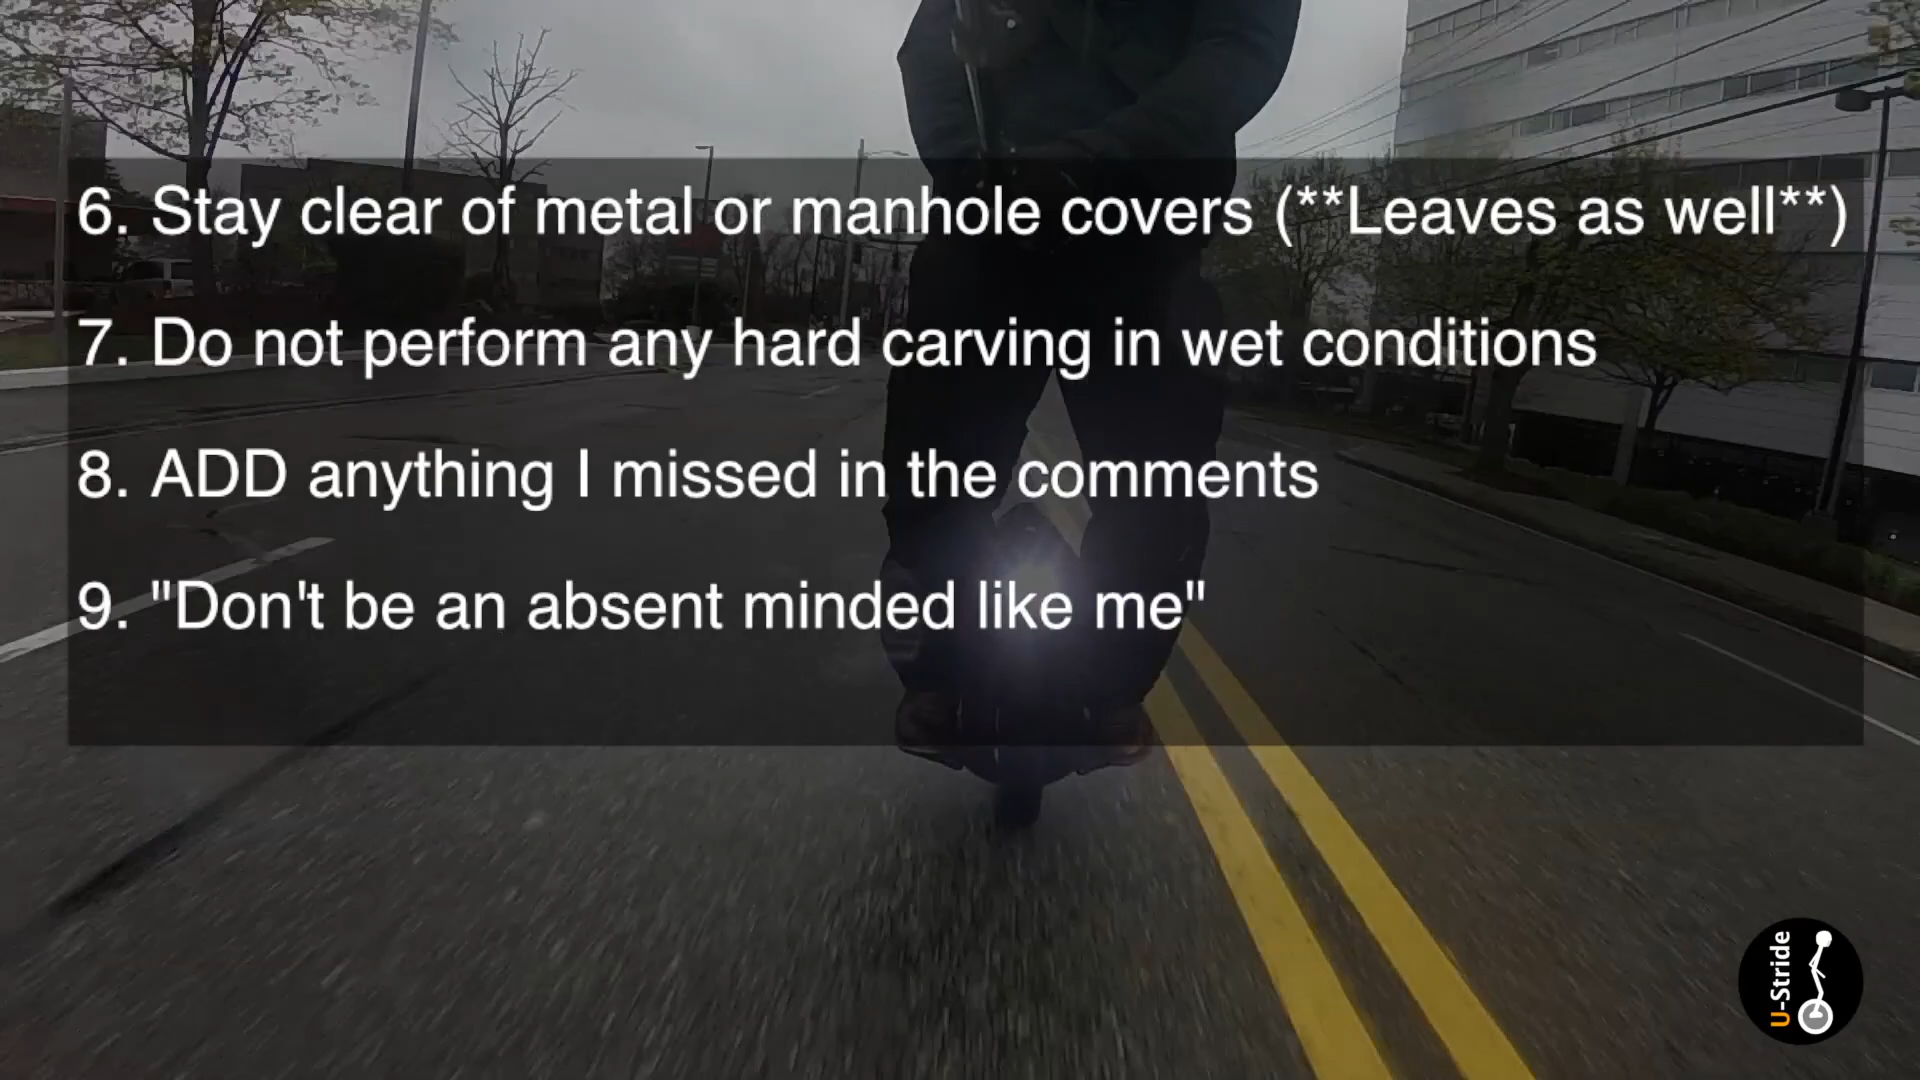 6. Stay clear of metal or manhole covers (**Leaves as well**)
7. Do not perform any hard carving in wet conditions
8. ADD anything I missed in the comments
9. "Don't be an absent minded like me"
U-Stride